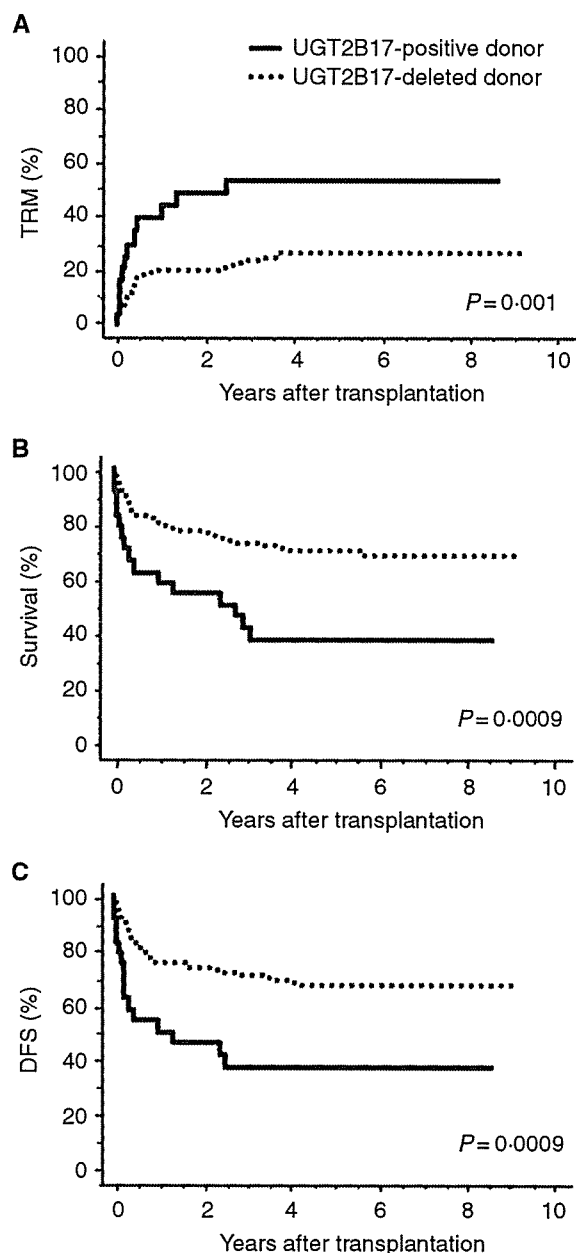 A
100
80
60
40
20
0
TRM (%)
UGT2B17-positive donor
UGT2B17-deleted donor
P=0·001
0 2 4 6 8 10
Years after transplantation
B
100
80
60
40
20
0
Survival (%)
P=0·0009
0 2 4 6 8 10
Years after transplantation
C
100
80
60
40
20
0
DFS (%)
P=0·0009
0 2 4 6 8 10
Years after transplantation